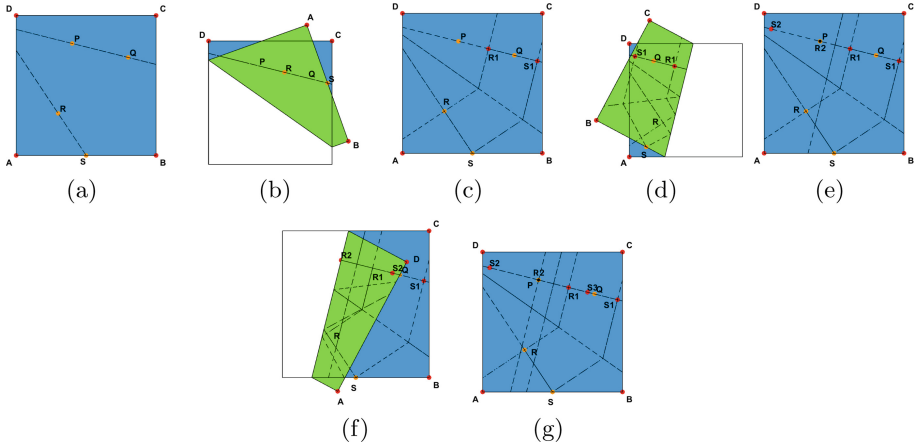 D C
P
Q
R
A S B
(a)
A
D C
P R Q S
B
(b)
D C
P
R1 Q
S1
R
A S B
(c)
C
D
S1 Q R1
B R
S
A
(d)
D C
S2
P
R2 R1 Q
S1
R
A S B
(e)
C
R2 D
S2 Q
R1 S1
R
S B
A
(f)
D C
S2
R2
P R1 S3 Q
S1
R
A S B
(g)